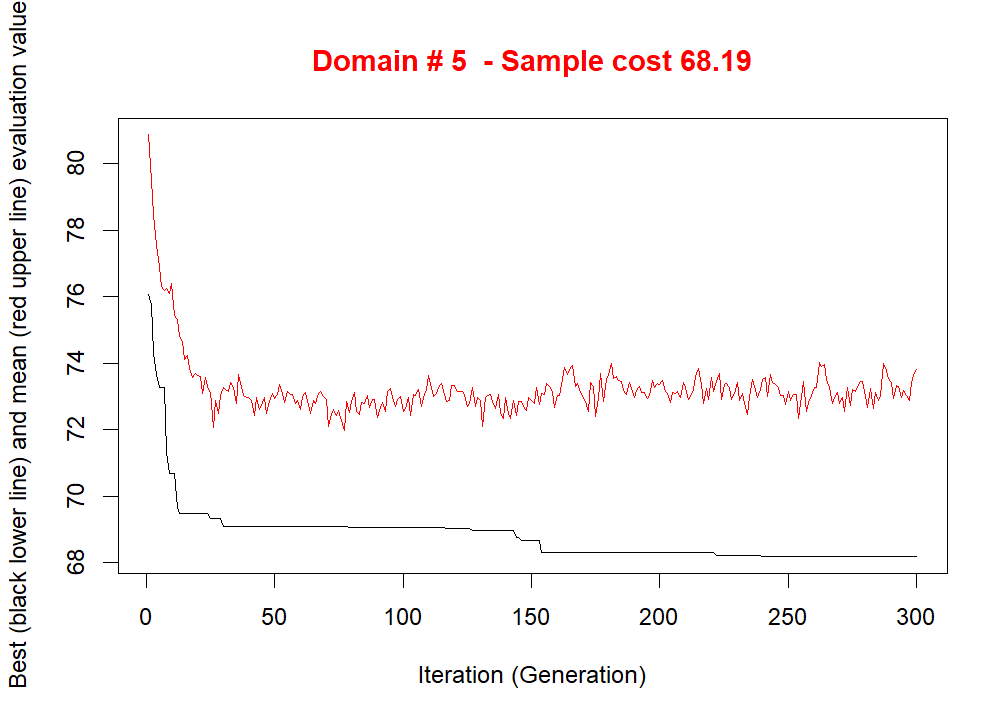 Domain # 5  - Sample cost 68.19
Best (black lower line) and mean (red upper line) evaluation value
80
78
76
74
72
70
68
0 50 100 150 200 250 300
Iteration (Generation)